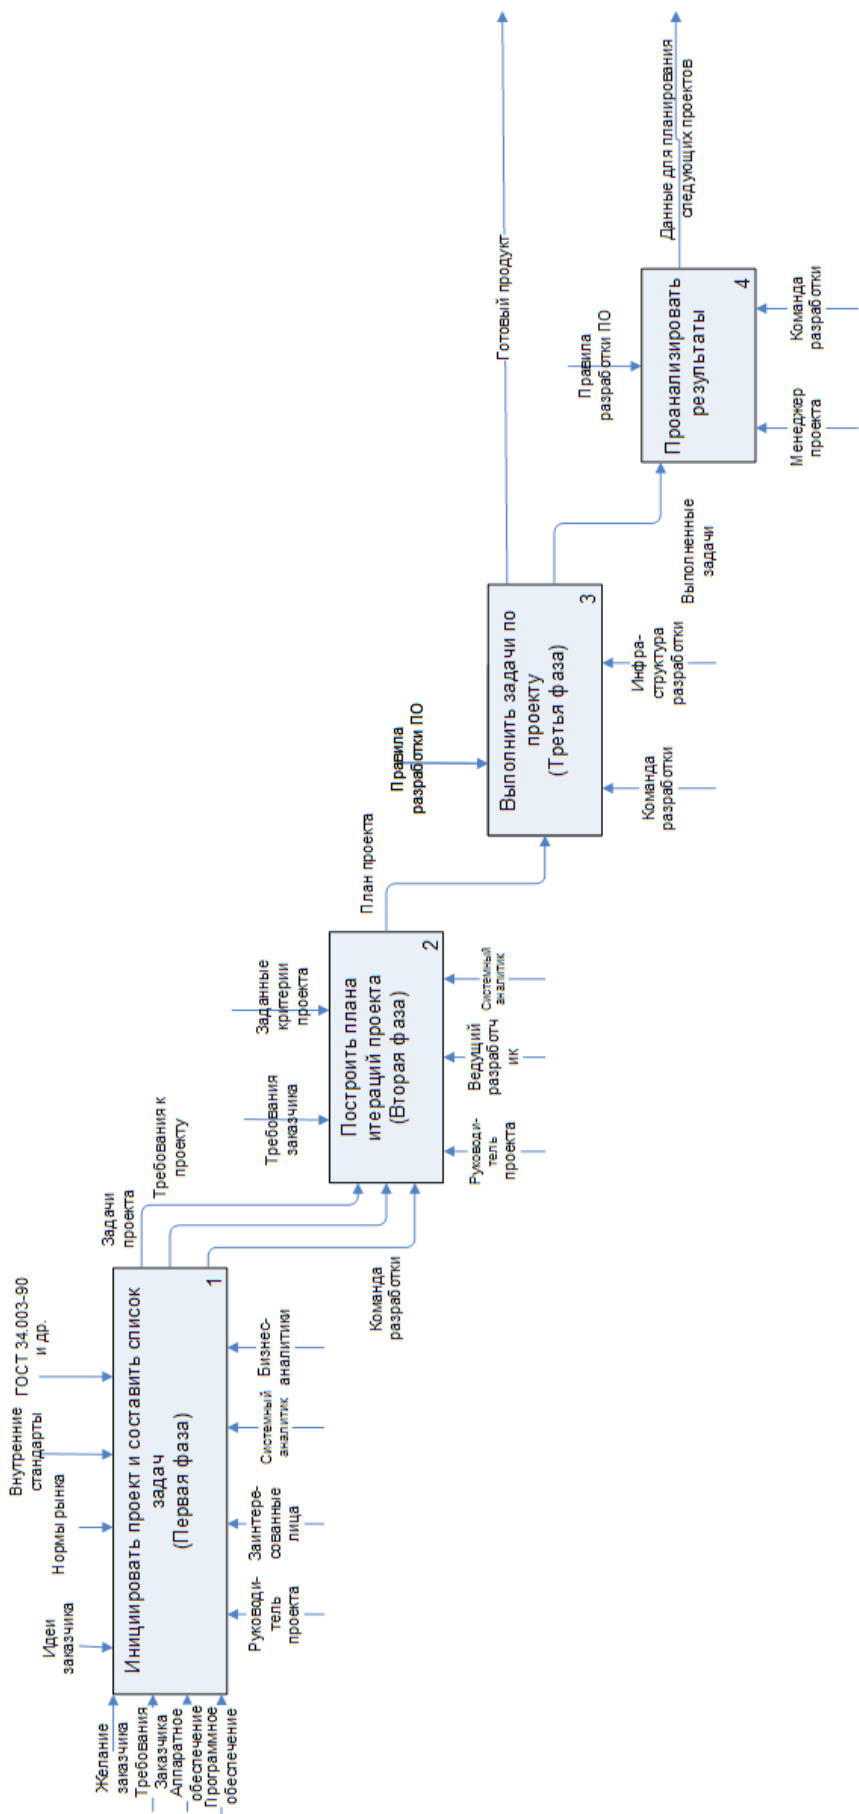 Желание
заказчика
Требования
Заказчика
Аппаратное
обеспечение
Программное
обеспечение
Идеи
заказчика
Нормы рынка
Внутренние
стандарты
ГОСТ 34.003-90
и др.
Инициировать проект и составить список
задач
(Первая фаза)
1
Руководи-
тель
проекта
Заинтере-
сованные
лица
Системный
аналитик
Бизнес-
аналитики
Задачи
проекта
Требования к
проекту
Команда
разработки
Требования
заказчика
Заданные
критерии
проекта
Построить плана
итераций проекта
(Вторая фаза)
2
Руководи-
тель
проекта
Ведущий
разработч
ик
Системный
аналитик
План проекта
Правила
разработки ПО
Выполнить задачи по
проекту
(Третья фаза)
3
Команда
разработки
Инфра-
структура
разработки
Готовый продукт
Выполненные
задачи
Правила
разработки ПО
Проанализировать
результаты
4
Менеджер
проекта
Команда
разработки
Данные для планирования
следующих проектов